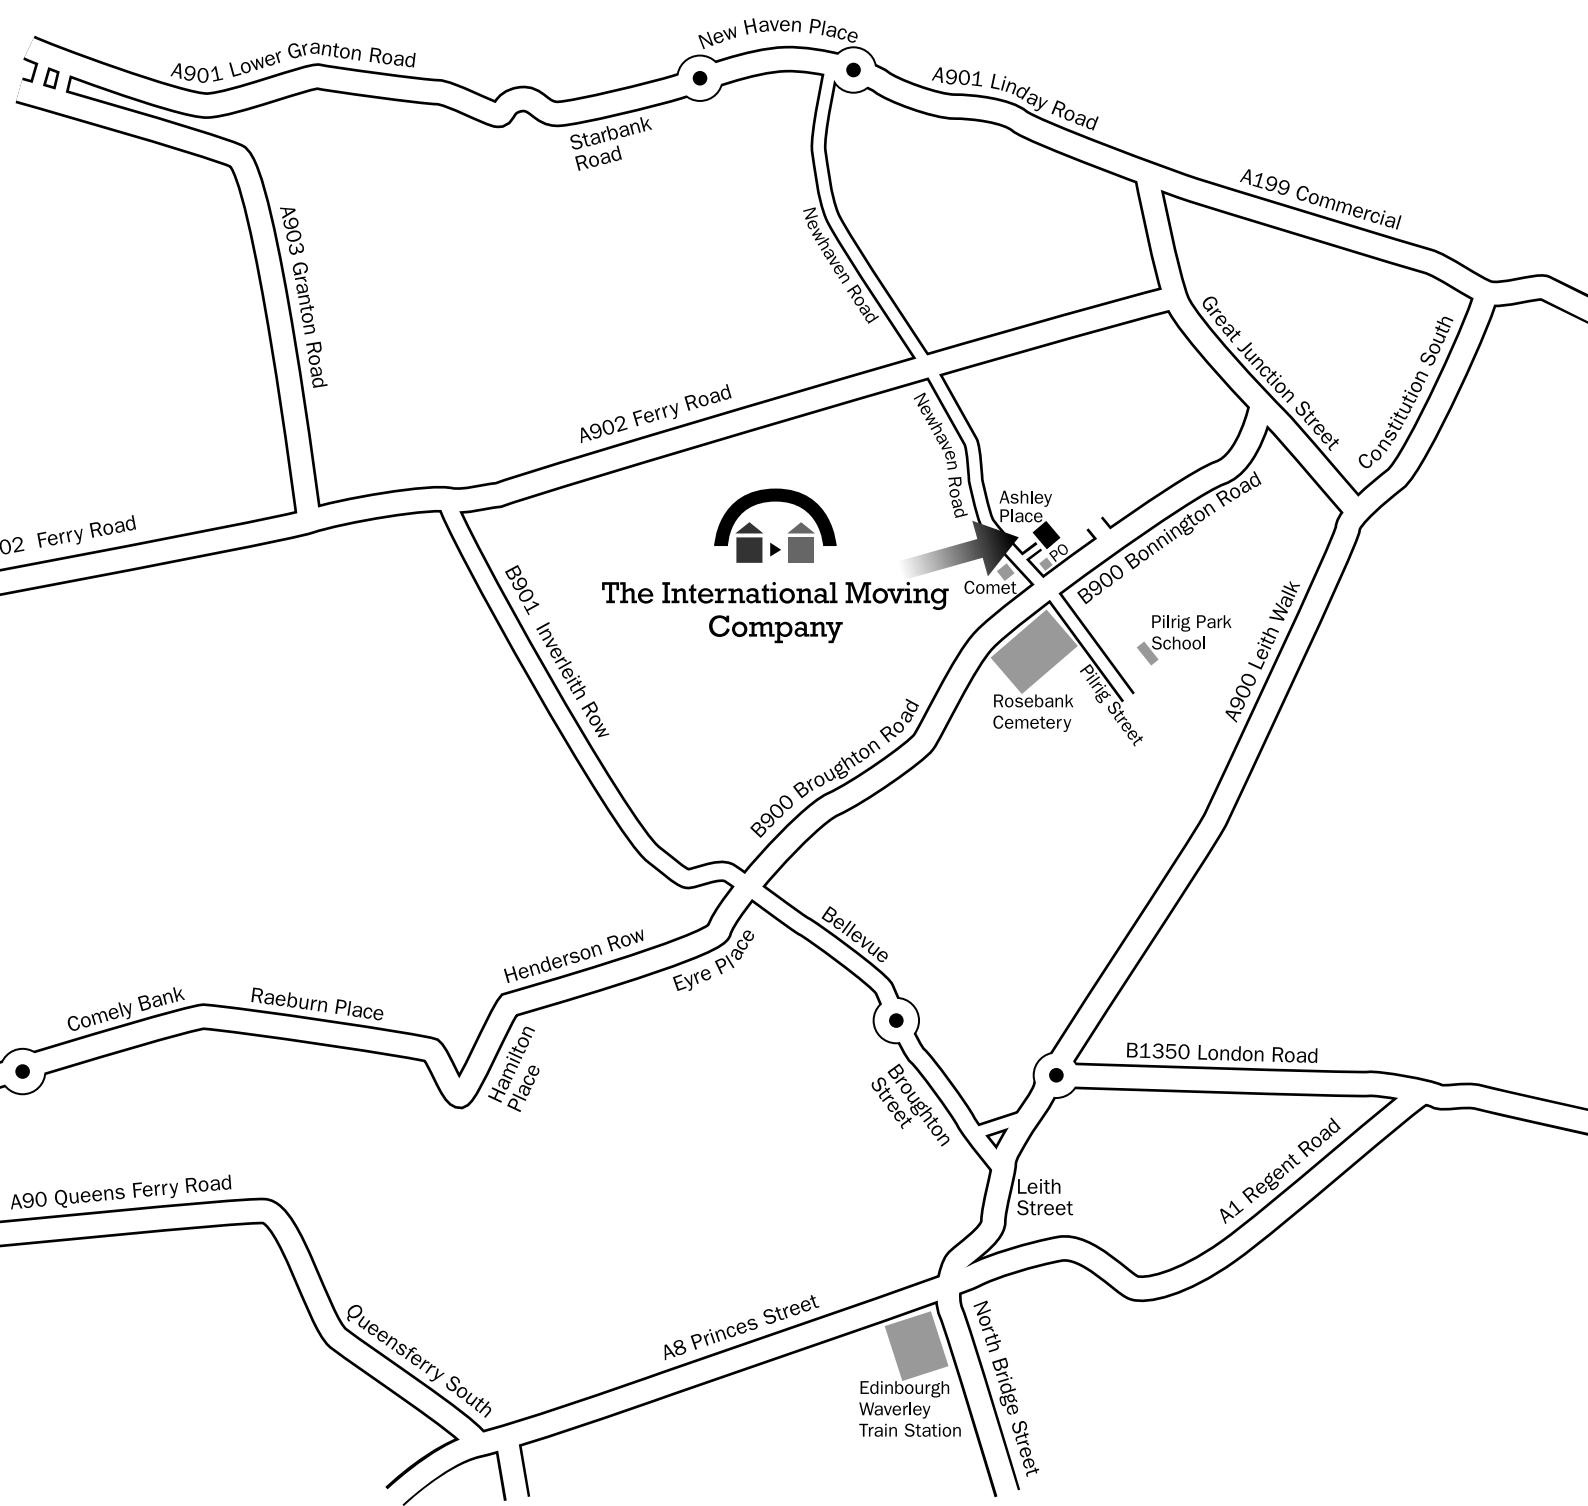 New Haven Place
A901 Lower Granton Road
A901 Linday Road
Starbank
Road
A199 Commercial
A903 Granton Road
Newhaven Road
Great Junction Street
Constitution South
A902 Ferry Road
Newhaven Road
02 Ferry Road
Ashley
Place
PO
Comet
B900 Bonnington Road
The International Moving
Company
B901 Inverleith Row
Pilrig Park
School
A900 Leith Walk
Rosebank
Cemetery
Pilrig Street
B900 Broughton Road
Bellevue
Henderson Row
Eyre Place
Comely Bank
Raeburn Place
Hamilton
Place
Broughton
Street
B1350 London Road
A1 Regent Road
Leith
Street
A90 Queens Ferry Road
Queensferry South
A8 Princes Street
North Bridge Street
Edinbourgh
Waverley
Train Station